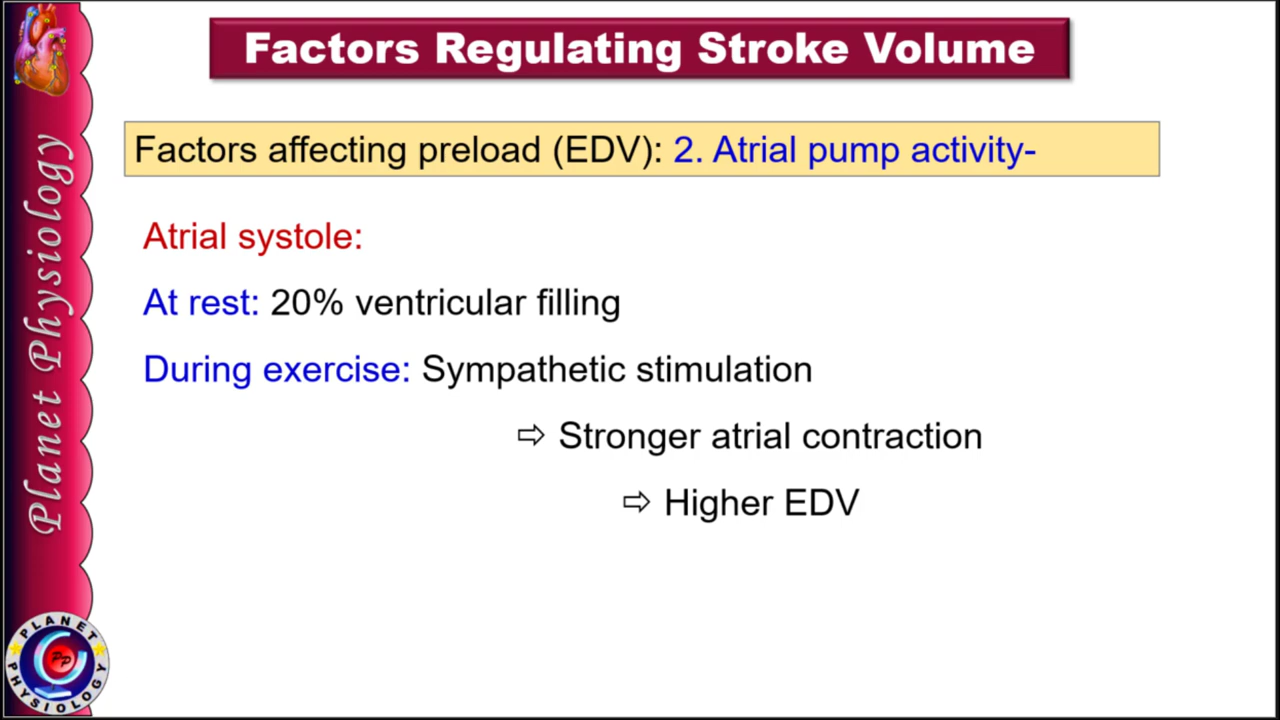 Factors Regulating Stroke Volume
Factors affecting preload (EDV): 2. Atrial pump activity-
Atrial systole:
At rest: 20% ventricular filling
During exercise: Sympathetic stimulation
⇨ Stronger atrial contraction
⇨ Higher EDV
Planet Physiology
PLANET
PP
PHYSIOLOGY